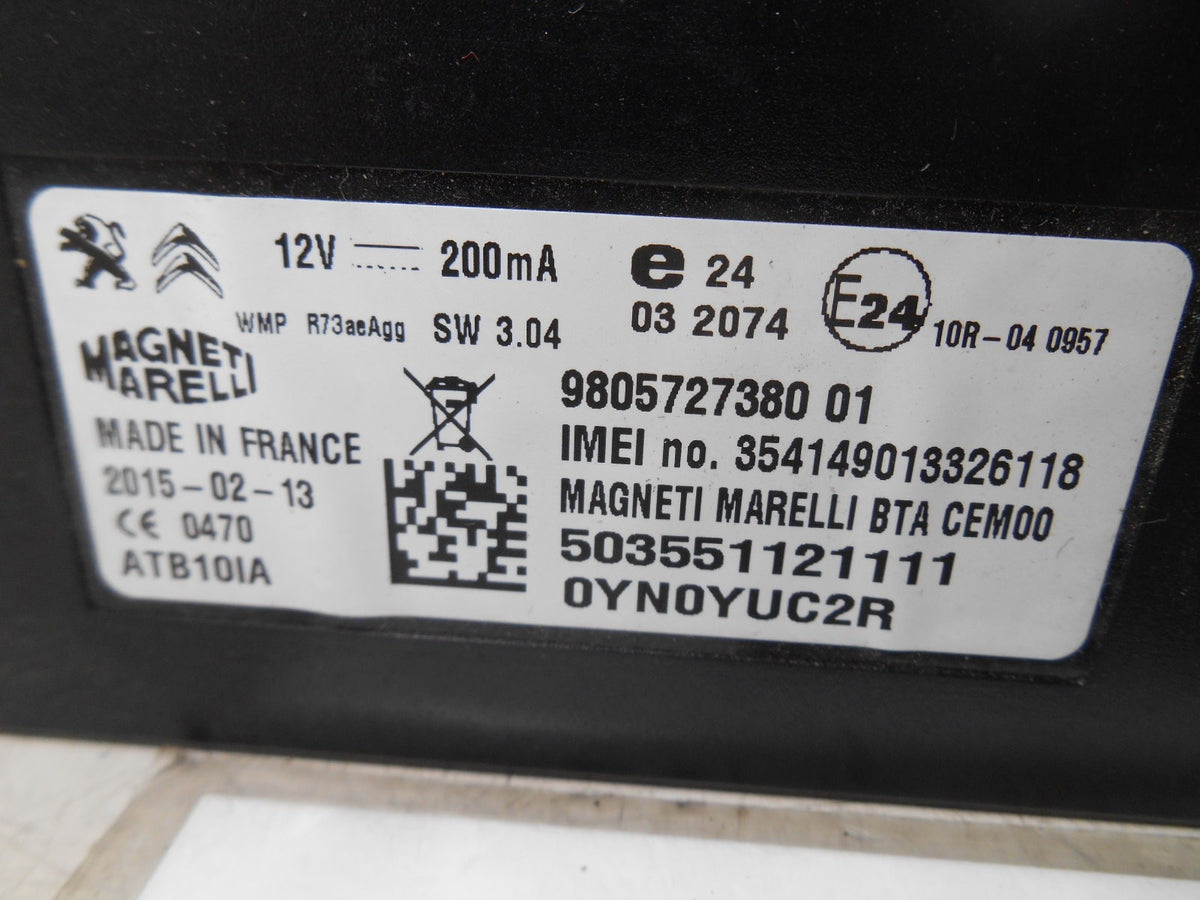 12V 200mA
e 24
03 2074
E24
10R-04 0957
WMP R73aeAgg SW 3.04
MAGNETI
MARELLI
MADE IN FRANCE
2015-02-13
CE 0470
ATB10IA
9805727380 01
IMEI no. 354149013326118
MAGNETI MARELLI BTA CEM00
503551121111
0YN0YUC2R